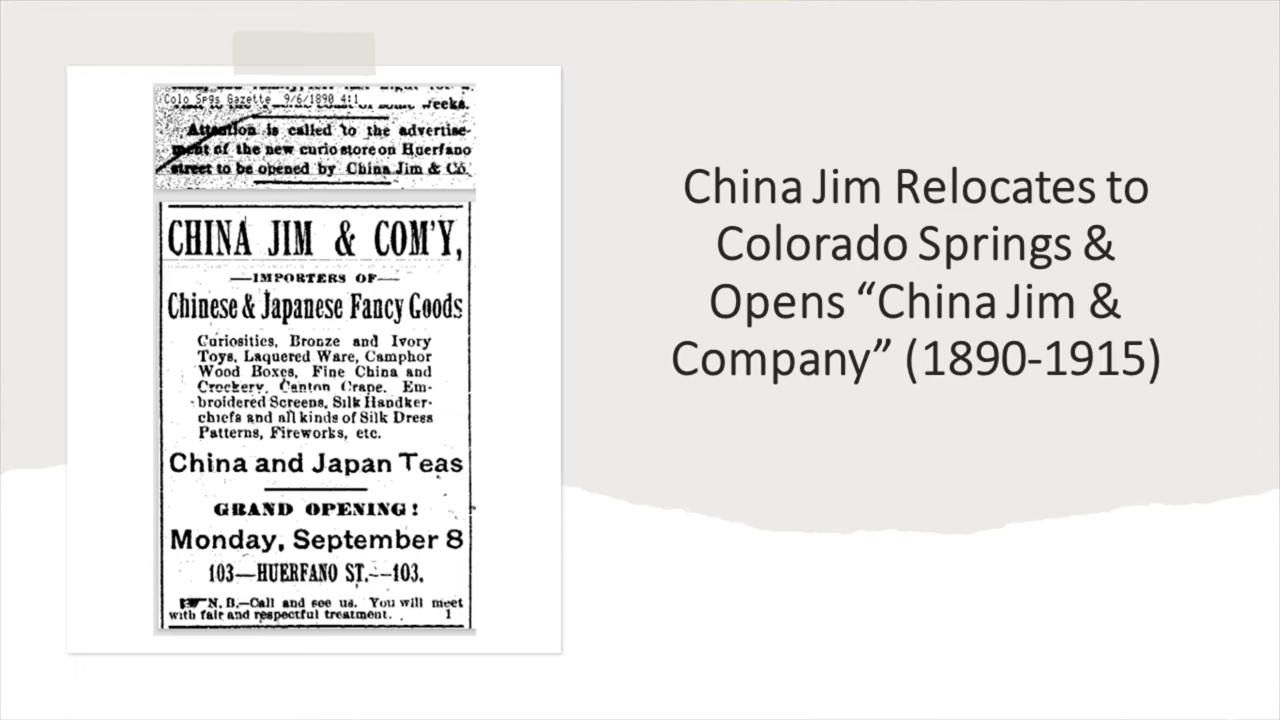 Colo Spgs Gazette 9/6/1890 4:1
weeks.
Attention is called to the advertise-
ment of the new curio store on Huerfano
street to be opened by China Jim & Co.
CHINA JIM & COM'Y,
—IMPORTERS OF—
Chinese & Japanese Fancy Goods
Curiosities, Bronze and Ivory
Toys, Laquered Ware, Camphor
Wood Boxes, Fine China and
Crockery, Canton Crape. Em-
broidered Screens, Silk Handker-
chiefs and all kinds of Silk Dress
Patterns, Fireworks, etc.
China and Japan Teas
GRAND OPENING!
Monday, September 8
103—HUERFANO ST.--103.
☞N. B.—Call and see us. You will meet
with fair and respectful treatment. 1
China Jim Relocates to
Colorado Springs &
Opens “China Jim &
Company” (1890-1915)